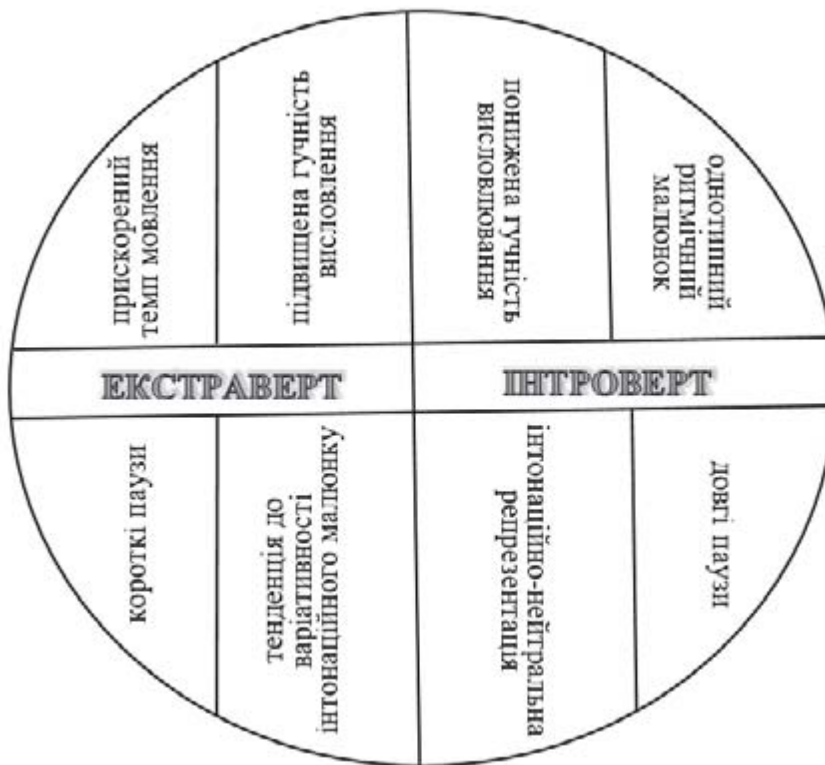 прискорений
темп мовлення
підвищена гучність
висловлення
понижена гучність
висловлювання
однотипний
ритмічний
малюнок
ЕКСТРАВЕРТ
ІНТРОВЕРТ
короткі паузи
тенденція до
варіативності
інтонаційного малюнку
інтонаційно-нейтральна
репрезентація
довгі паузи